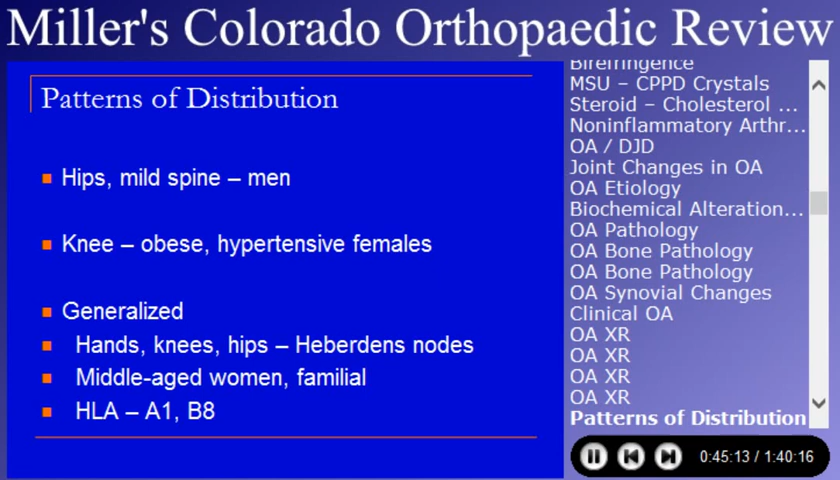 Miller's Colorado Orthopaedic Review
Patterns of Distribution
Hips, mild spine – men
Knee – obese, hypertensive females
Generalized
Hands, knees, hips – Heberdens nodes
Middle-aged women, familial
HLA – A1, B8
Birefringence
MSU – CPPD Crystals
Steroid – Cholesterol ...
Noninflammatory Arthr...
OA / DJD
Joint Changes in OA
OA Etiology
Biochemical Alteration...
OA Pathology
OA Bone Pathology
OA Bone Pathology
OA Synovial Changes
Clinical OA
OA XR
OA XR
OA XR
OA XR
Patterns of Distribution
0:45:13 / 1:40:16